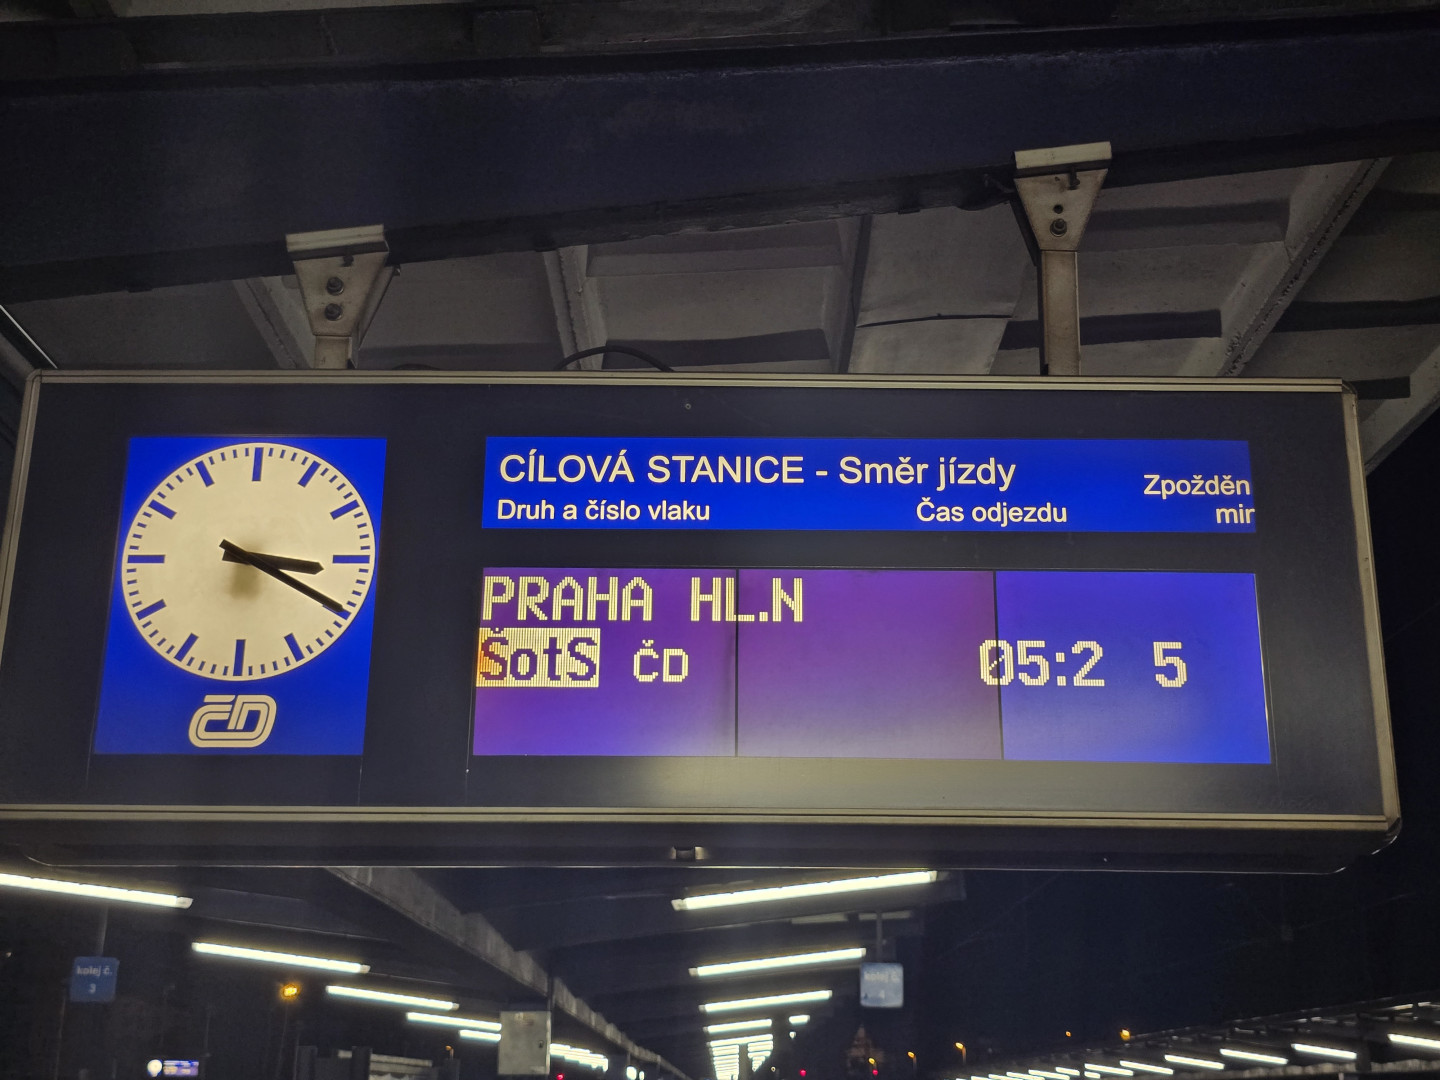 CÍLOVÁ STANICE - Směr jízdy
Zpožděn
Druh a číslo vlaku Čas odjezdu
min
PRAHA HL.N
ŠotS ČD 05:2 5
ČD
kolej č.
3
kolej č.
4